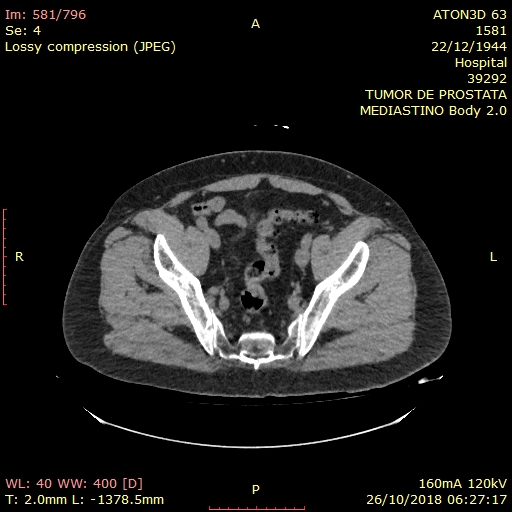 Im: 581/796
Se: 4
Lossy compression (JPEG)
A
ATON3D 63
1581
22/12/1944
Hospital
39292
TUMOR DE PROSTATA
MEDIASTINO Body 2.0
R
L
WL: 40 WW: 400 [D]
T: 2.0mm L: -1378.5mm
P
160mA 120kV
26/10/2018 06:27:17